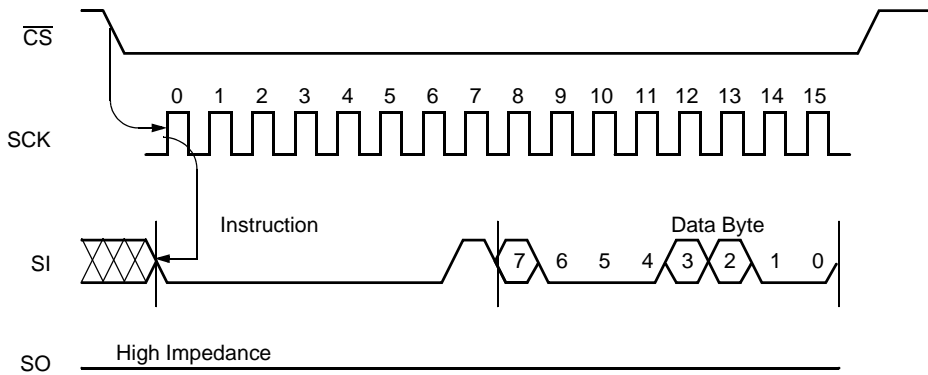 CS
0 1 2 3 4 5 6 7 8 9 10 11 12 13 14 15
SCK
Instruction
Data Byte
SI
7 6 5 4 3 2 1 0
High Impedance
SO